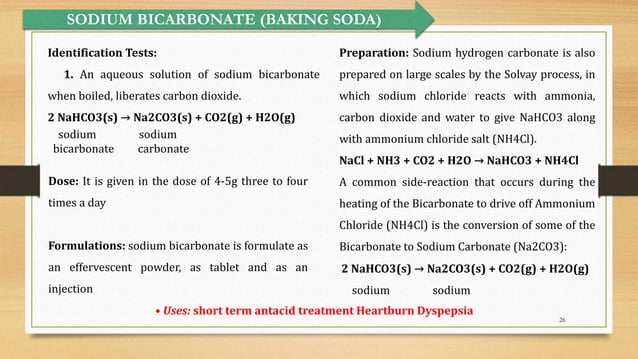 SODIUM BICARBONATE (BAKING SODA)
Identification Tests:
1. An aqueous solution of sodium bicarbonate
when boiled, liberates carbon dioxide.
2 NaHCO3(s) → Na2CO3(s) + CO2(g) + H2O(g)
sodium sodium
bicarbonate carbonate
Dose: It is given in the dose of 4-5g three to four
times a day
Formulations: sodium bicarbonate is formulate as
an effervescent powder, as tablet and as an
injection
Preparation: Sodium hydrogen carbonate is also
prepared on large scales by the Solvay process, in
which sodium chloride reacts with ammonia,
carbon dioxide and water to give NaHCO3 along
with ammonium chloride salt (NH4Cl).
NaCl + NH3 + CO2 + H2O → NaHCO3 + NH4Cl
A common side-reaction that occurs during the
heating of the Bicarbonate to drive off Ammonium
Chloride (NH4Cl) is the conversion of some of the
Bicarbonate to Sodium Carbonate (Na2CO3):
2 NaHCO3(s) → Na2CO3(s) + CO2(g) + H2O(g)
sodium sodium
• Uses: short term antacid treatment Heartburn Dyspepsia
26